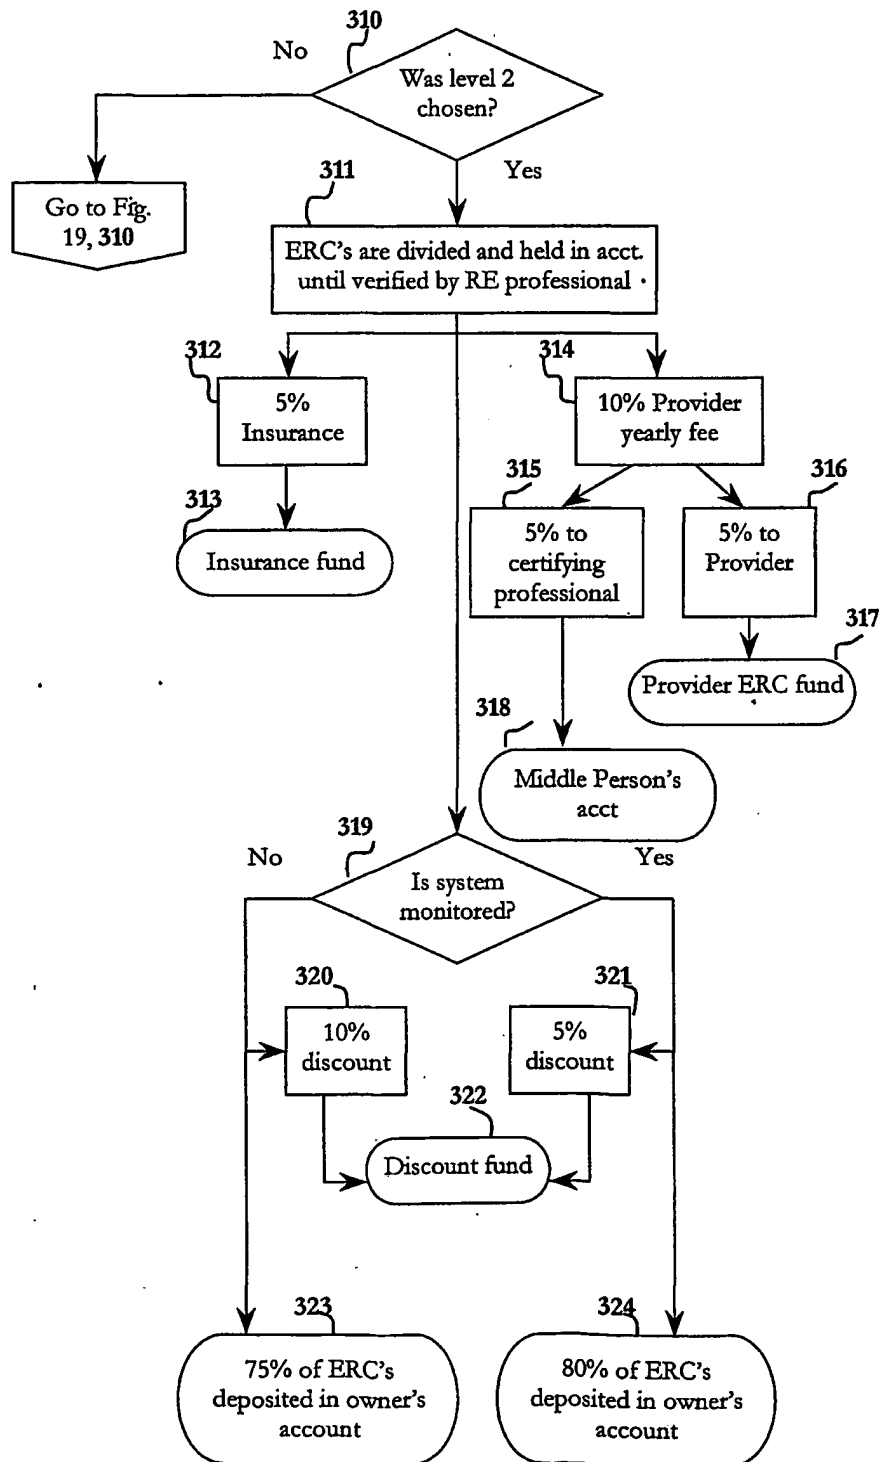 310
No
Was level 2
chosen?
311
Yes
Go to Fig.
19, 310
ERC's are divided and held in acct.
until verified by RE professional
312
314
5%
Insurance
10% Provider
yearly fee
313
315
316
Insurance fund
5% to
certifying
professional
5% to
Provider
317
Provider ERC fund
318
Middle Person's
acct
319
No
Yes
Is system
monitored?
320
321
10%
discount
5%
discount
322
Discount fund
323
324
75% of ERC's
deposited in owner's
account
80% of ERC's
deposited in owner's
account